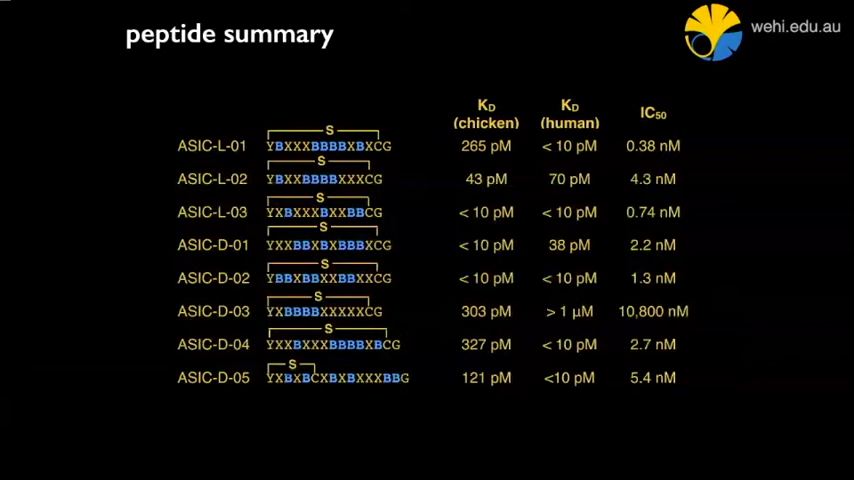 peptide summary
wehi.edu.au
K_D (chicken) K_D (human) IC50
S
ASIC-L-01 YBXXXBBBBXBXCG 265 pM < 10 pM 0.38 nM
S
ASIC-L-02 YBXXBBBBXXXCG 43 pM 70 pM 4.3 nM
S
ASIC-L-03 YXBXXXBXXBBCG < 10 pM < 10 pM 0.74 nM
S
ASIC-D-01 YXXBBXBXBBBXCG < 10 pM 38 pM 2.2 nM
S
ASIC-D-02 YBBXBBXXBBXXCG < 10 pM < 10 pM 1.3 nM
S
ASIC-D-03 YXBBBBXXXXXCG 303 pM > 1 µM 10,800 nM
S
ASIC-D-04 YXXBXXXBBBBXBCG 327 pM < 10 pM 2.7 nM
S
ASIC-D-05 YXBXBCXBXBXXXBBG 121 pM <10 pM 5.4 nM